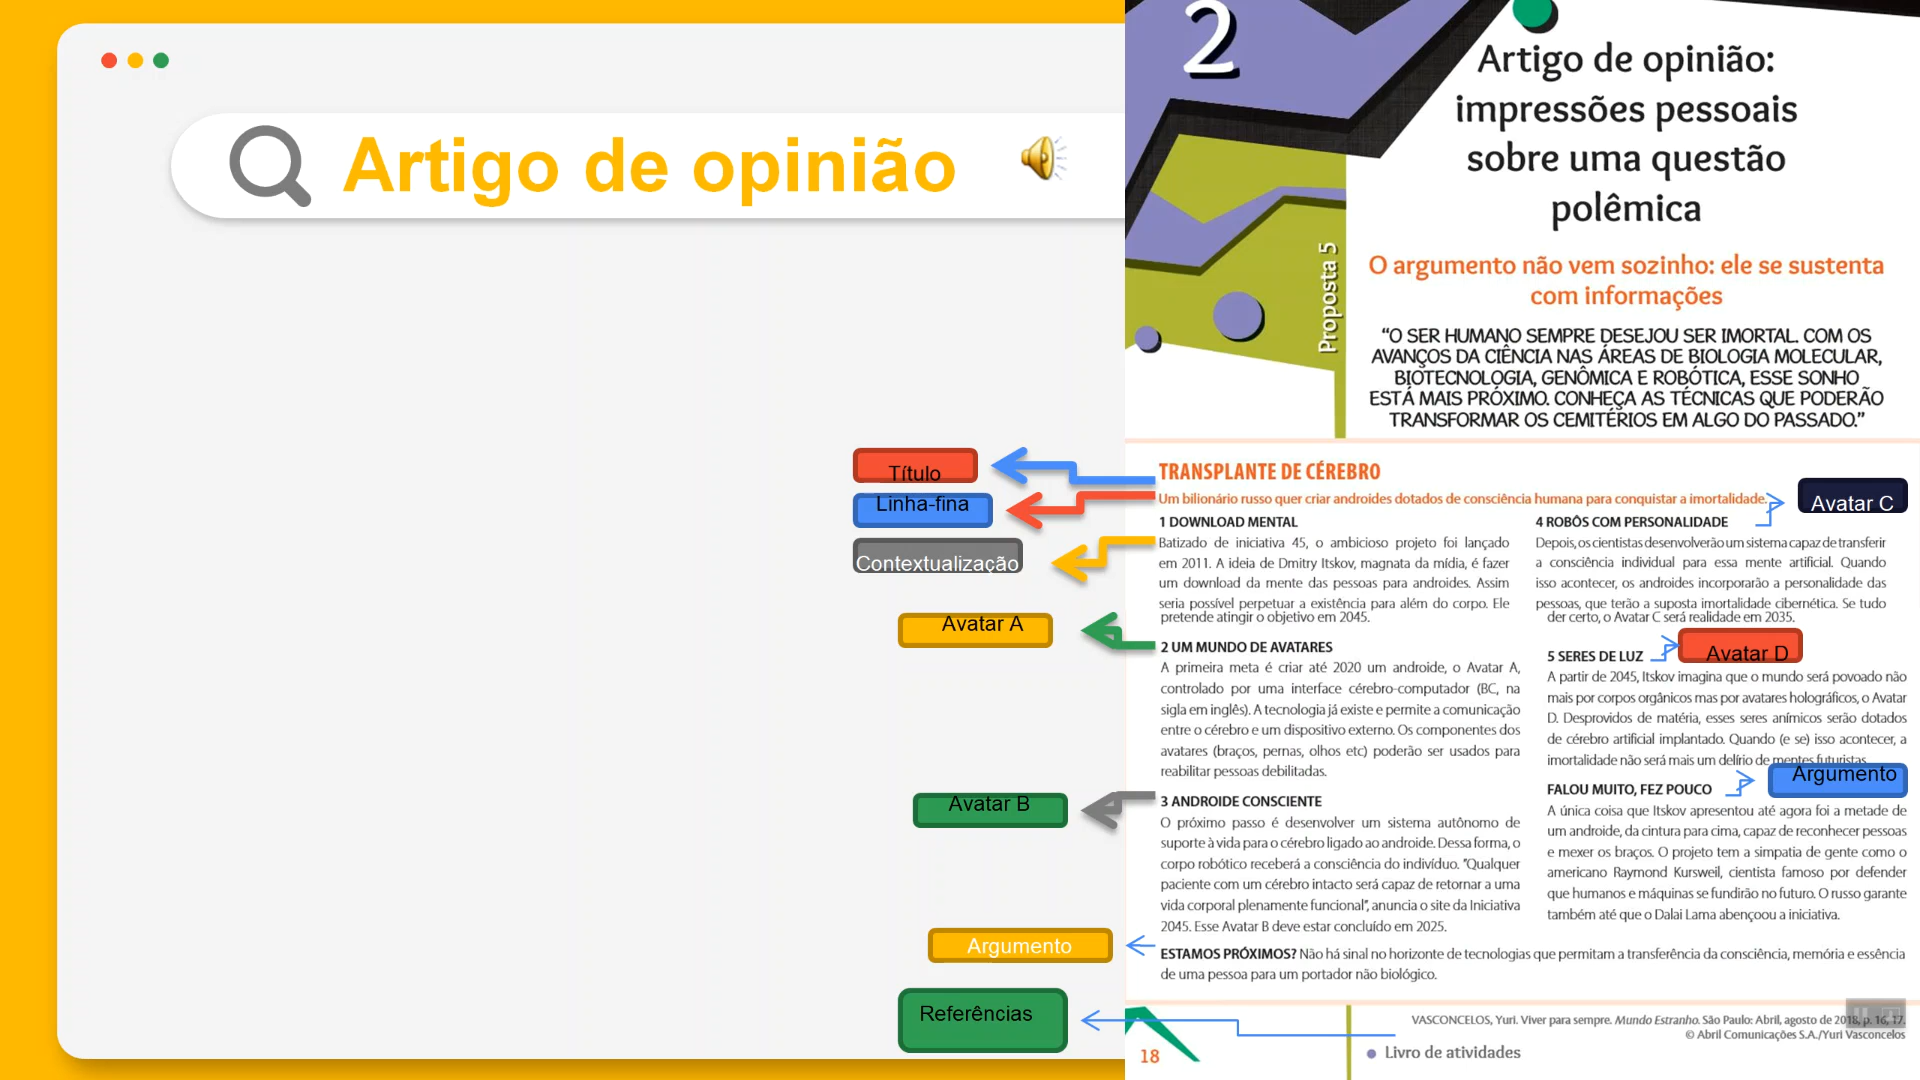 Artigo de opinião
2
Artigo de opinião:
impressões pessoais
sobre uma questão
polêmica
Proposta 5
O argumento não vem sozinho: ele se sustenta
com informações
“O SER HUMANO SEMPRE DESEJOU SER IMORTAL. COM OS
AVANÇOS DA CIÊNCIA NAS ÁREAS DE BIOLOGIA MOLECULAR,
BIOTECNOLOGIA, GENÔMICA E ROBÓTICA, ESSE SONHO
ESTÁ MAIS PRÓXIMO. CONHEÇA AS TÉCNICAS QUE PODERÃO
TRANSFORMAR OS CEMITÉRIOS EM ALGO DO PASSADO.”
Título
Linha-fina
Contextualização
Avatar A
Avatar B
Argumento
Referências
TRANSPLANTE DE CÉREBRO
Um bilionário russo quer criar androides dotados de consciência humana para conquistar a imortalidade.
1 DOWNLOAD MENTAL
Batizado de iniciativa 45, o ambicioso projeto foi lançado
em 2011. A ideia de Dmitry Itskov, magnata da mídia, é fazer
um download da mente das pessoas para androides. Assim
seria possível perpetuar a existência para além do corpo. Ele
pretende atingir o objetivo em 2045.
2 UM MUNDO DE AVATARES
A primeira meta é criar até 2020 um androide, o Avatar A,
controlado por uma interface cérebro-computador (BC, na
sigla em inglês). A tecnologia já existe e permite a comunicação
entre o cérebro e um dispositivo externo. Os componentes dos
avatares (braços, pernas, olhos etc) poderão ser usados para
reabilitar pessoas debilitadas.
3 ANDROIDE CONSCIENTE
O próximo passo é desenvolver um sistema autônomo de
suporte à vida para o cérebro ligado ao androide. Dessa forma, o
corpo robótico receberá a consciência do indivíduo. "Qualquer
paciente com um cérebro intacto será capaz de retornar a uma
vida corporal plenamente funcional", anuncia o site da Iniciativa
2045. Esse Avatar B deve estar concluído em 2025.
Avatar C
4 ROBÔS COM PERSONALIDADE
Depois, os cientistas desenvolverão um sistema capaz de transferir
a consciência individual para essa mente artificial. Quando
isso acontecer, os androides incorporarão a personalidade das
pessoas, que terão a suposta imortalidade cibernética. Se tudo
der certo, o Avatar C será realidade em 2035.
Avatar D
5 SERES DE LUZ
A partir de 2045, Itskov imagina que o mundo será povoado não
mais por corpos orgânicos mas por avatares holográficos, o Avatar
D. Desprovidos de matéria, esses seres anímicos serão dotados
de cérebro artificial implantado. Quando (e se) isso acontecer, a
imortalidade não será mais um delírio de mentes futuristas.
Argumento
FALOU MUITO, FEZ POUCO
A única coisa que Itskov apresentou até agora foi a metade de
um androide, da cintura para cima, capaz de reconhecer pessoas
e mexer os braços. O projeto tem a simpatia de gente como o
americano Raymond Kursweil, cientista famoso por defender
que humanos e máquinas se fundirão no futuro. O russo garante
também até que o Dalai Lama abençoou a iniciativa.
ESTAMOS PRÓXIMOS? Não há sinal no horizonte de tecnologias que permitam a transferência da consciência, memória e essência
de uma pessoa para um portador não biológico.
VASCONCELOS, Yuri. Viver para sempre. Mundo Estranho. São Paulo: Abril, agosto de 2018, p. 16, 17.
© Abril Comunicações S.A./Yuri Vasconcelos
18
Livro de atividades